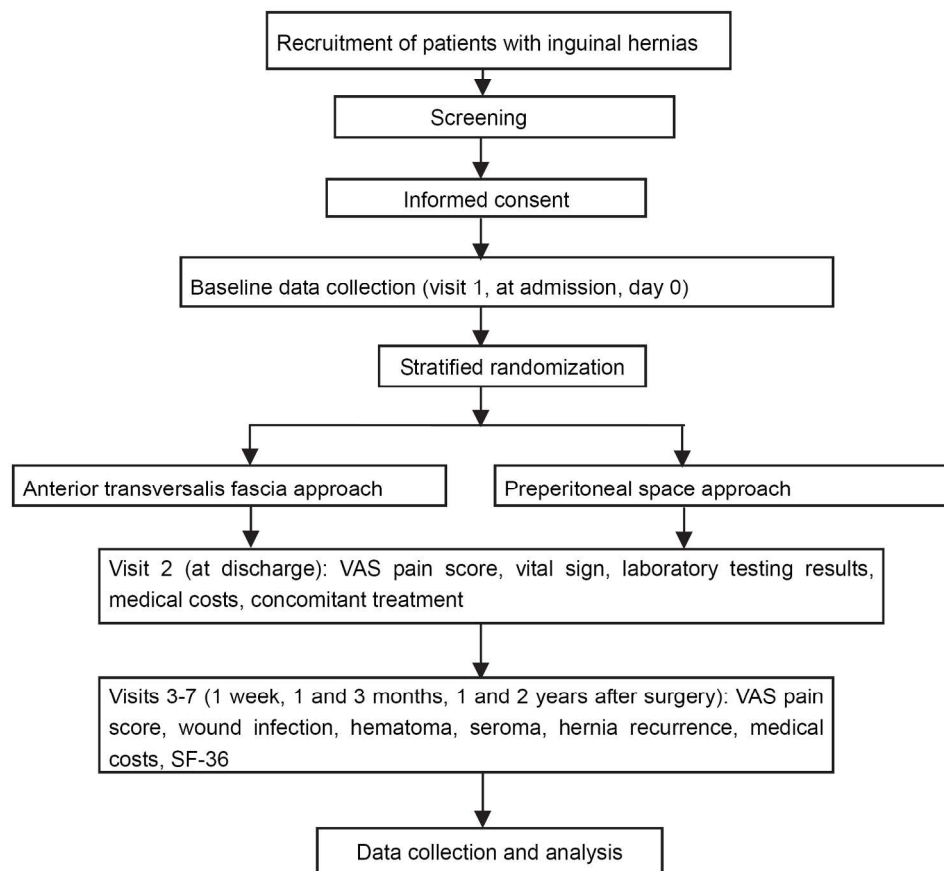 Recruitment of patients with inguinal hernias
Screening
Informed consent
Baseline data collection (visit 1, at admission, day 0)
Stratified randomization
Anterior transversalis fascia approach
Preperitoneal space approach
Visit 2 (at discharge): VAS pain score, vital sign, laboratory testing results,
medical costs, concomitant treatment
Visits 3-7 (1 week, 1 and 3 months, 1 and 2 years after surgery): VAS pain
score, wound infection, hematoma, seroma, hernia recurrence, medical
costs, SF-36
Data collection and analysis